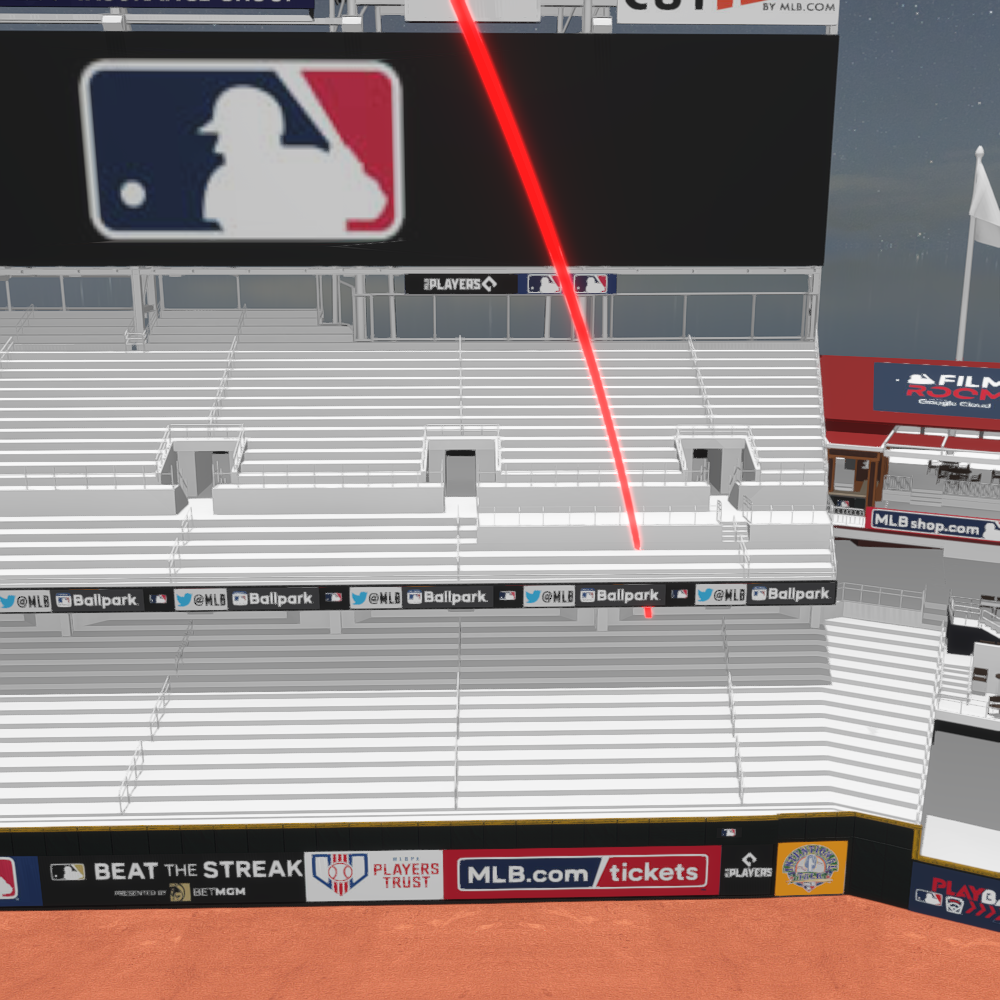 BY MLB.COM
PLAYERS
FILM
ROOM
Google Cloud
MLBshop.com
@MLB
Ballpark
@MLB
Ballpark
@MLB
Ballpark
@MLB
Ballpark
@MLB
Ballpark
BEAT THE STREAK
PRESENTED BY BETMGM
PLAYERS
TRUST
MLB.com/tickets
PLAYERS
PLAY